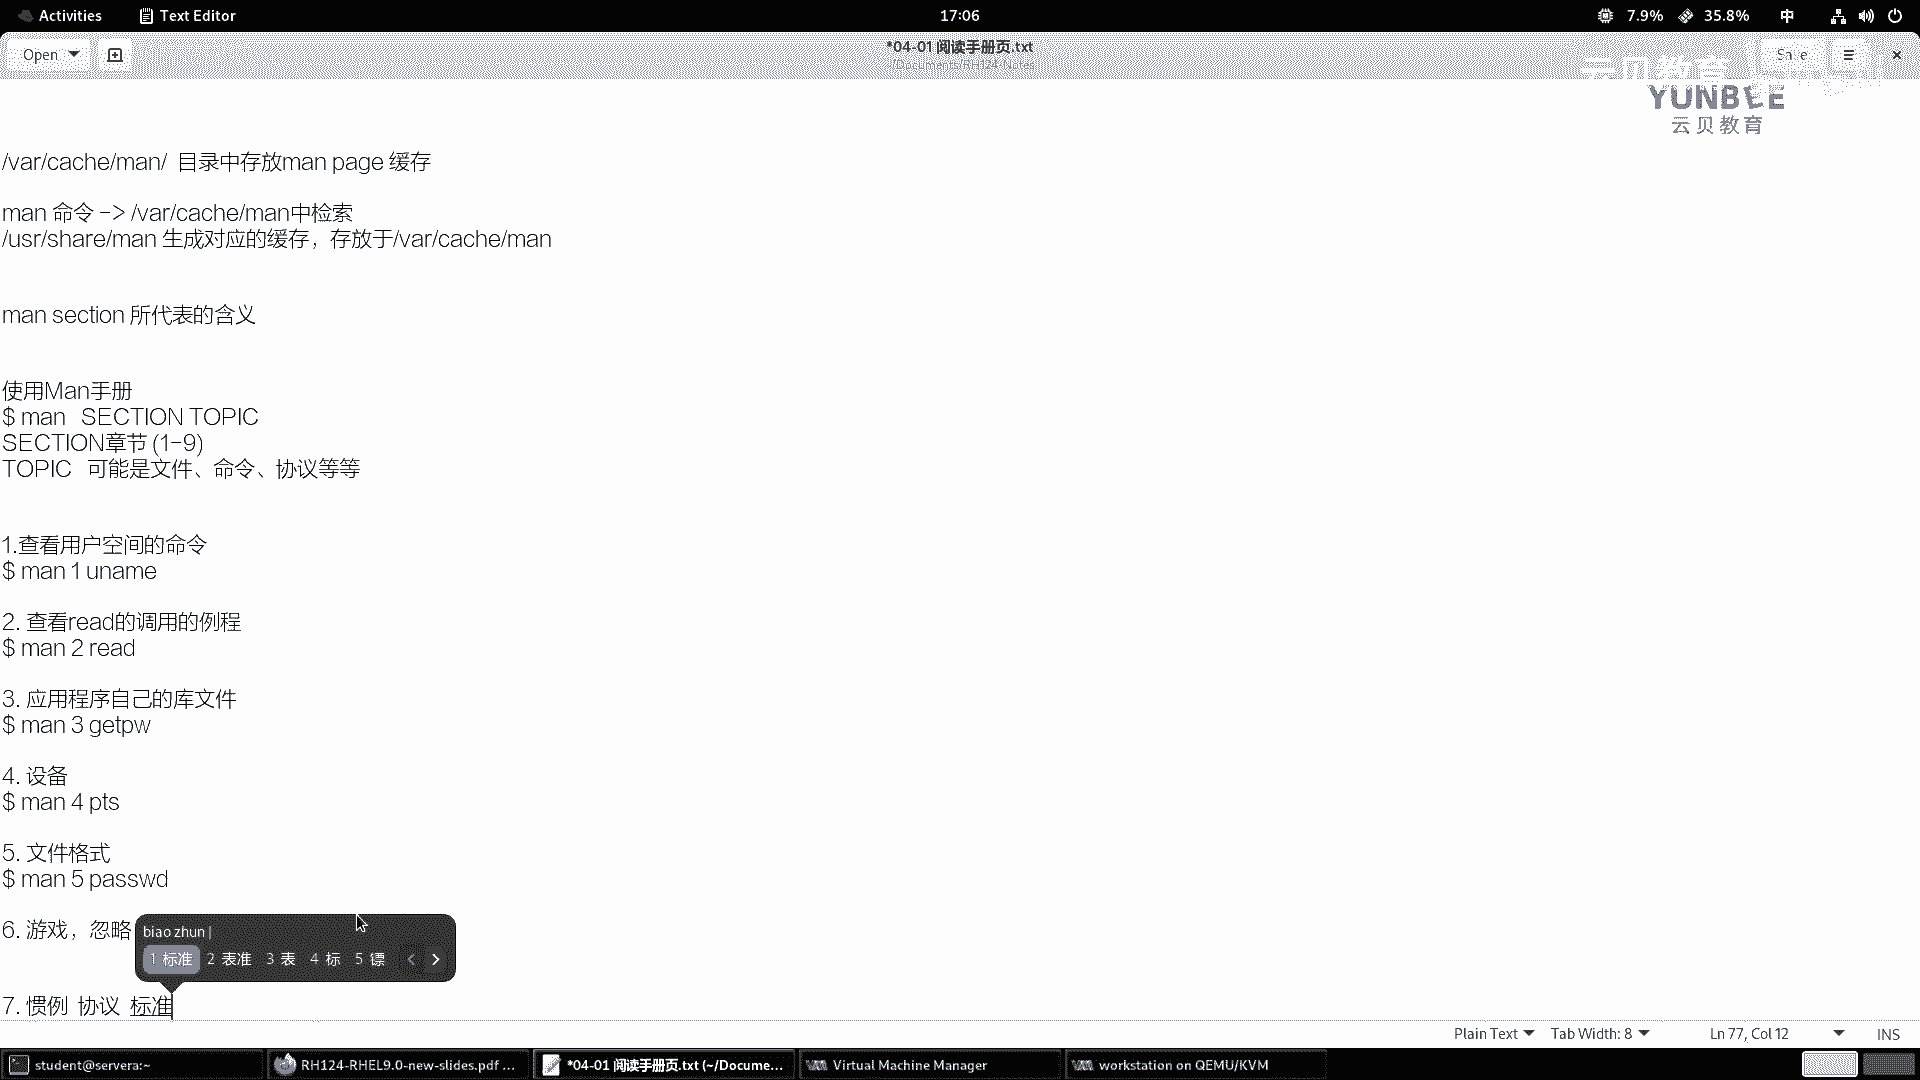 Activities Text Editor 17:06 7.9% 35.8% 中
Open *04-01 阅读手册页.txt Save
~/Documents/RH124-Notes
云贝教育
YUNBEE
云贝教育
/var/cache/man/ 目录中存放man page 缓存
man 命令 -> /var/cache/man中检索
/usr/share/man 生成对应的缓存，存放于/var/cache/man
man section 所代表的含义
使用Man手册
$ man SECTION TOPIC
SECTION章节 (1-9)
TOPIC 可能是文件、命令、协议等等
1.查看用户空间的命令
$ man 1 uname
2. 查看read的调用的例程
$ man 2 read
3. 应用程序自己的库文件
$ man 3 getpw
4. 设备
$ man 4 pts
5. 文件格式
$ man 5 passwd
6. 游戏，忽略
biao zhun
1 标准 2 表准 3 表 4 标 5 镖 < >
7. 惯例 协议 标准
Plain Text Tab Width: 8 Ln 77, Col 12 INS
student@servera:~ RH124-RHEL9.0-new-slides.pdf ... *04-01 阅读手册页.txt (~/Docume... Virtual Machine Manager workstation on QEMU/KVM